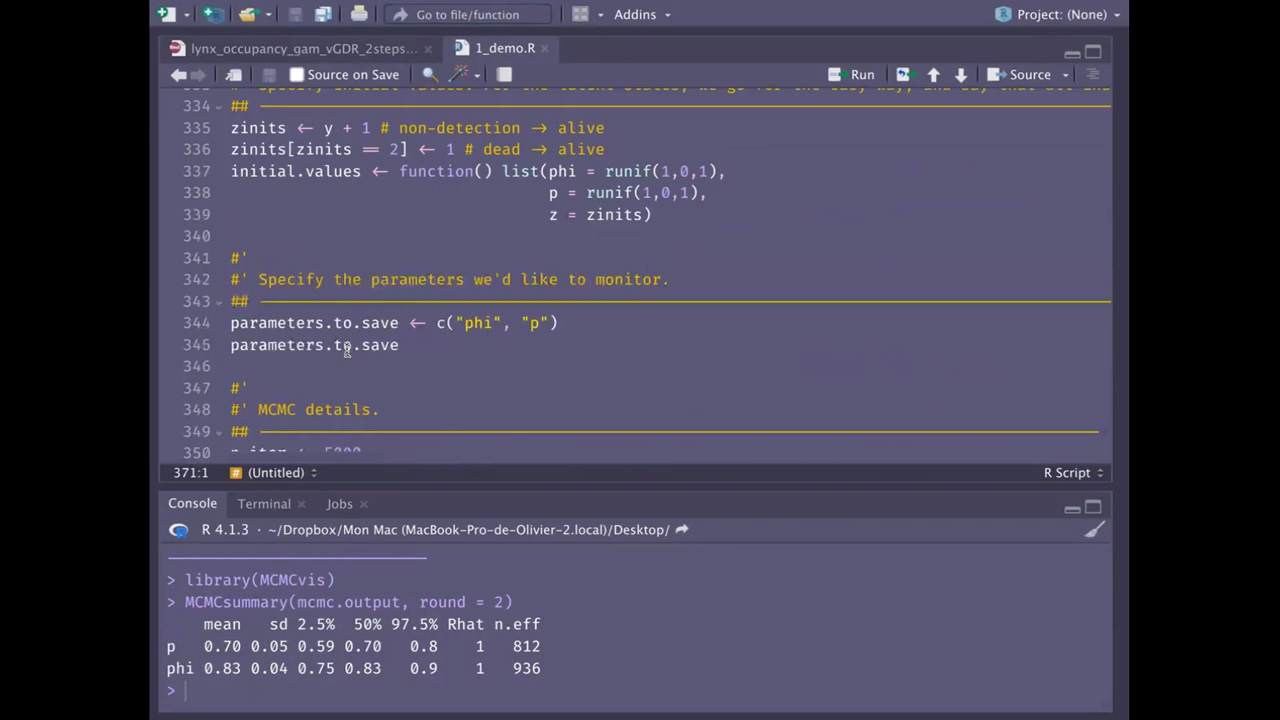 Go to file/function
Addins
Project: (None)
lynx_occupancy_gam_vGDR_2steps...
1_demo.R
Source on Save
Run
Source
334 ##
335 zinits <- y + 1 # non-detection -> alive
336 zinits[zinits == 2] <- 1 # dead -> alive
337 initial.values <- function() list(phi = runif(1,0,1),
338 p = runif(1,0,1),
339 z = zinits)
340
341 #'
342 #' Specify the parameters we'd like to monitor.
343 ##
344 parameters.to.save <- c("phi", "p")
345 parameters.to.save
346
347 #'
348 #' MCMC details.
349 ##
350
371:1
(Untitled)
R Script
Console
Terminal
Jobs
R 4.1.3 · ~/Dropbox/Mon Mac (MacBook-Pro-de-Olivier-2.local)/Desktop/
> library(MCMCvis)
> MCMCsummary(mcmc.output, round = 2)
mean sd 2.5% 50% 97.5% Rhat n.eff
p 0.70 0.05 0.59 0.70 0.8 1 812
phi 0.83 0.04 0.75 0.83 0.9 1 936
>